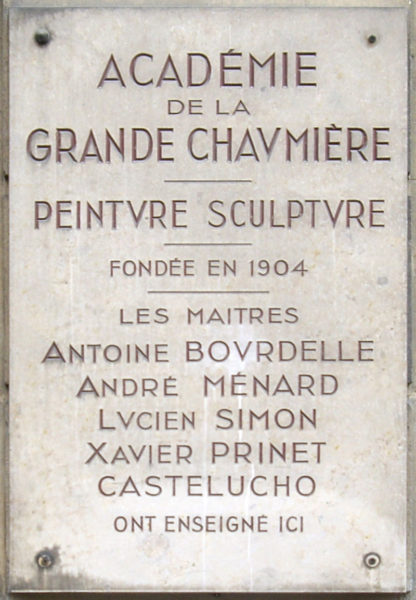 ACADÉMIE
DE LA
GRANDE CHAVMIÈRE
PEINTVRE SCULPTVRE
FONDÉE EN 1904
LES MAITRES
ANTOINE BOVRDELLE
ANDRÉ MÉNARD
LVCIEN SIMON
XAVIER PRINET
CASTELUCHO
ONT ENSEIGNÉ ICI